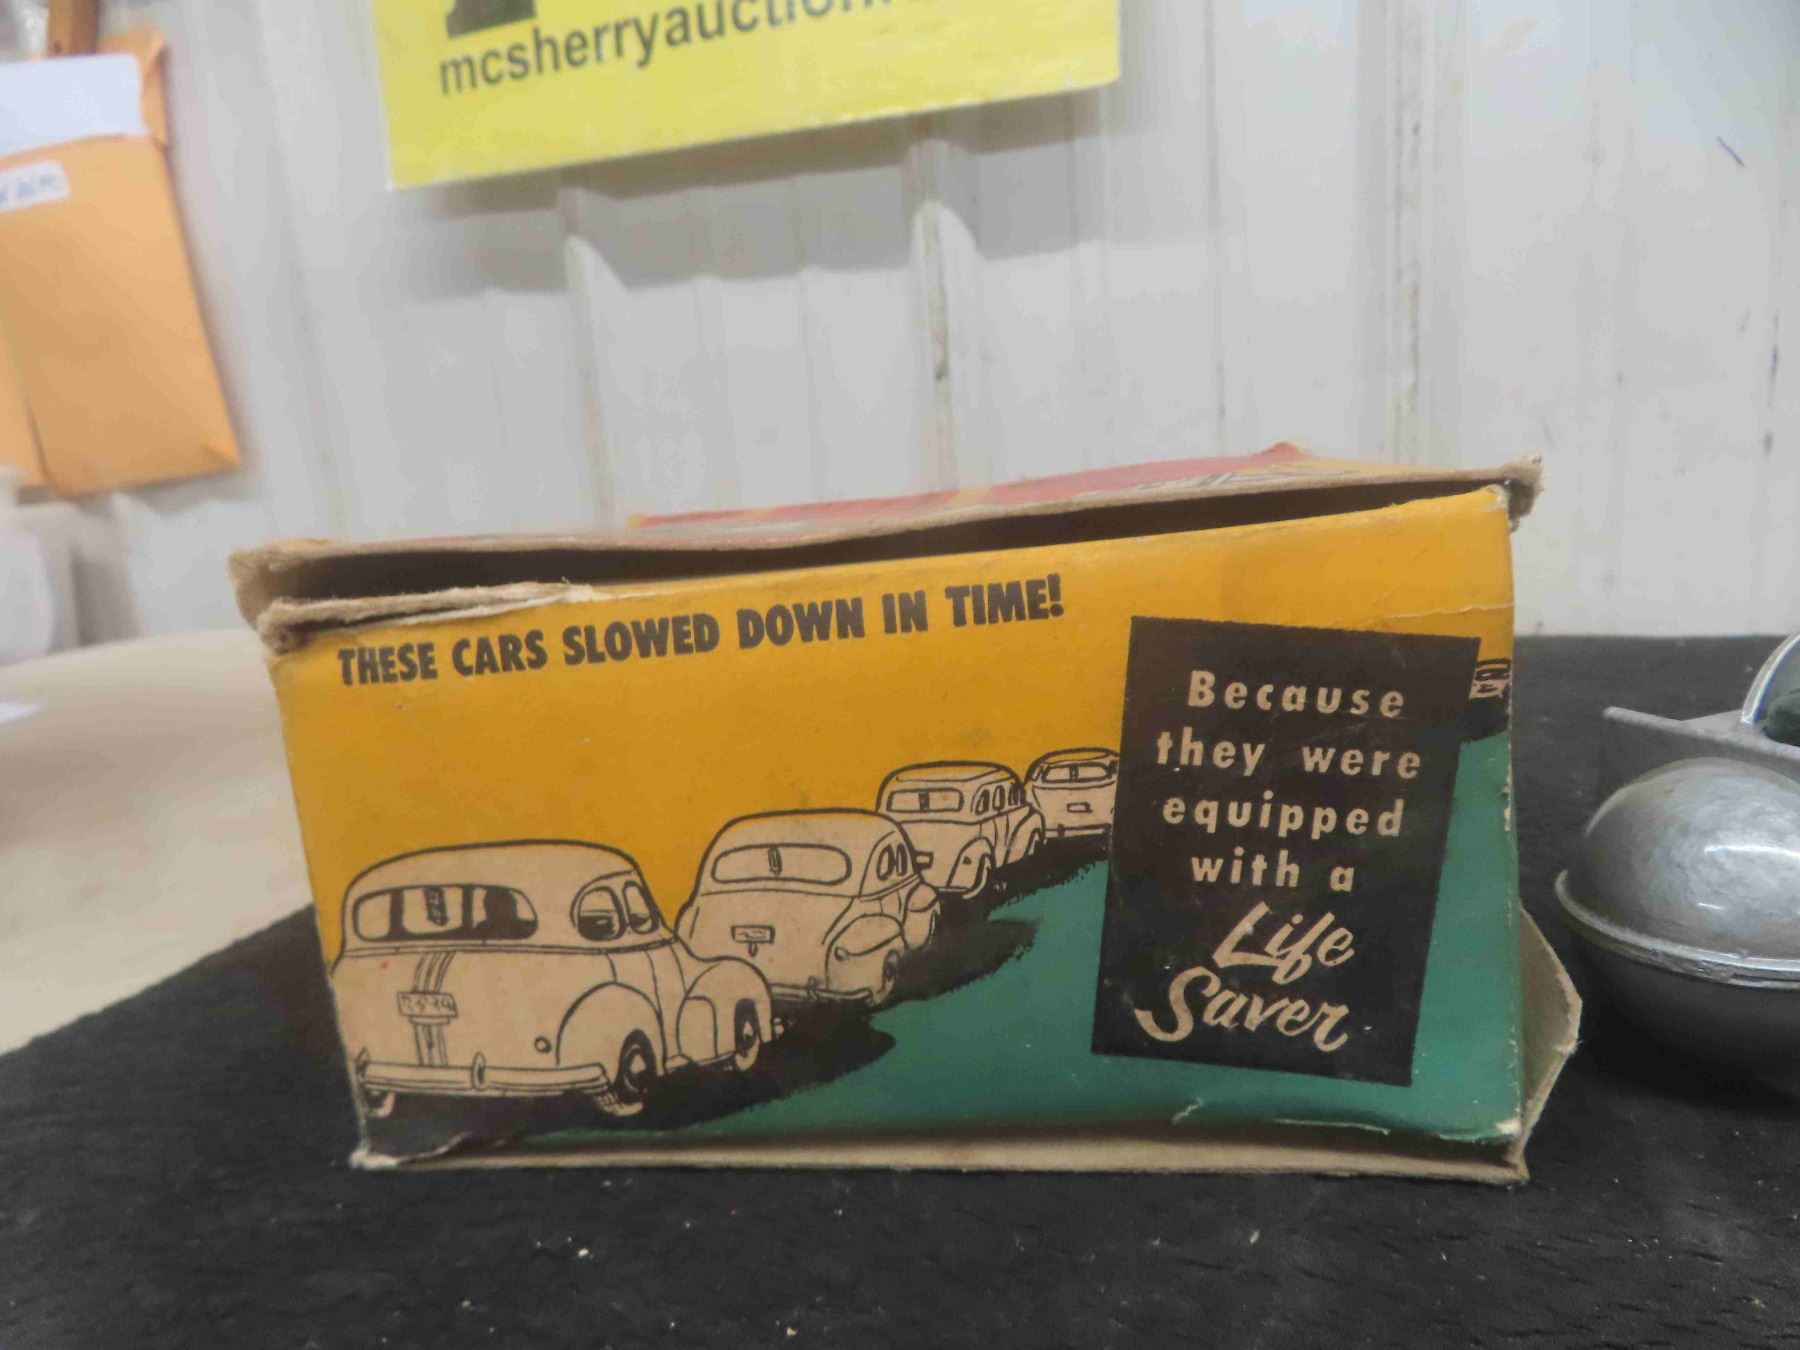 mcsherryauction.
THESE CARS SLOWED DOWN IN TIME!
Because
they were
equipped
with a
Life
Saver